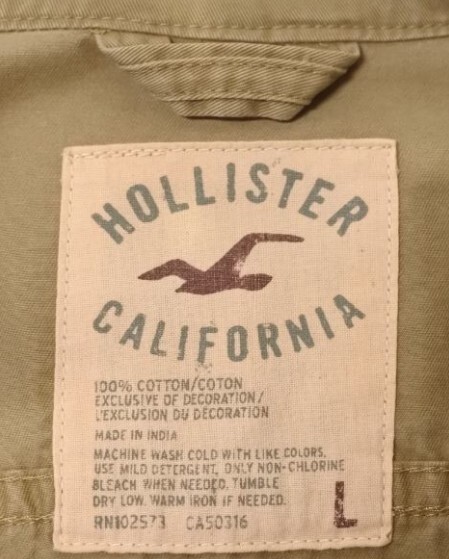 HOLLISTER
CALIFORNIA
100% COTTON/COTON
EXCLUSIVE OF DECORATION/
L'EXCLUSION DU DECORATION
MADE IN INDIA
MACHINE WASH COLD WITH LIKE COLORS.
USE MILD DETERGENT, ONLY NON-CHLORINE
BLEACH WHEN NEEDED. TUMBLE
DRY LOW. WARM IRON IF NEEDED.
RN102573 CA50316
L